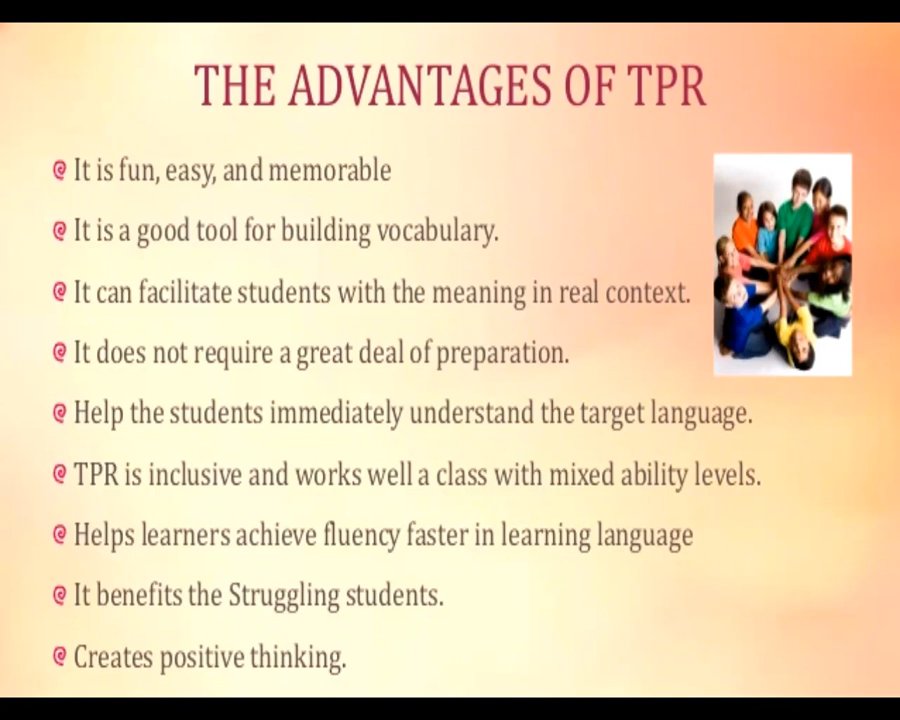 THE ADVANTAGES OF TPR
It is fun, easy, and memorable
It is a good tool for building vocabulary.
It can facilitate students with the meaning in real context.
It does not require a great deal of preparation.
Help the students immediately understand the target language.
TPR is inclusive and works well a class with mixed ability levels.
Helps learners achieve fluency faster in learning language
It benefits the Struggling students.
Creates positive thinking.